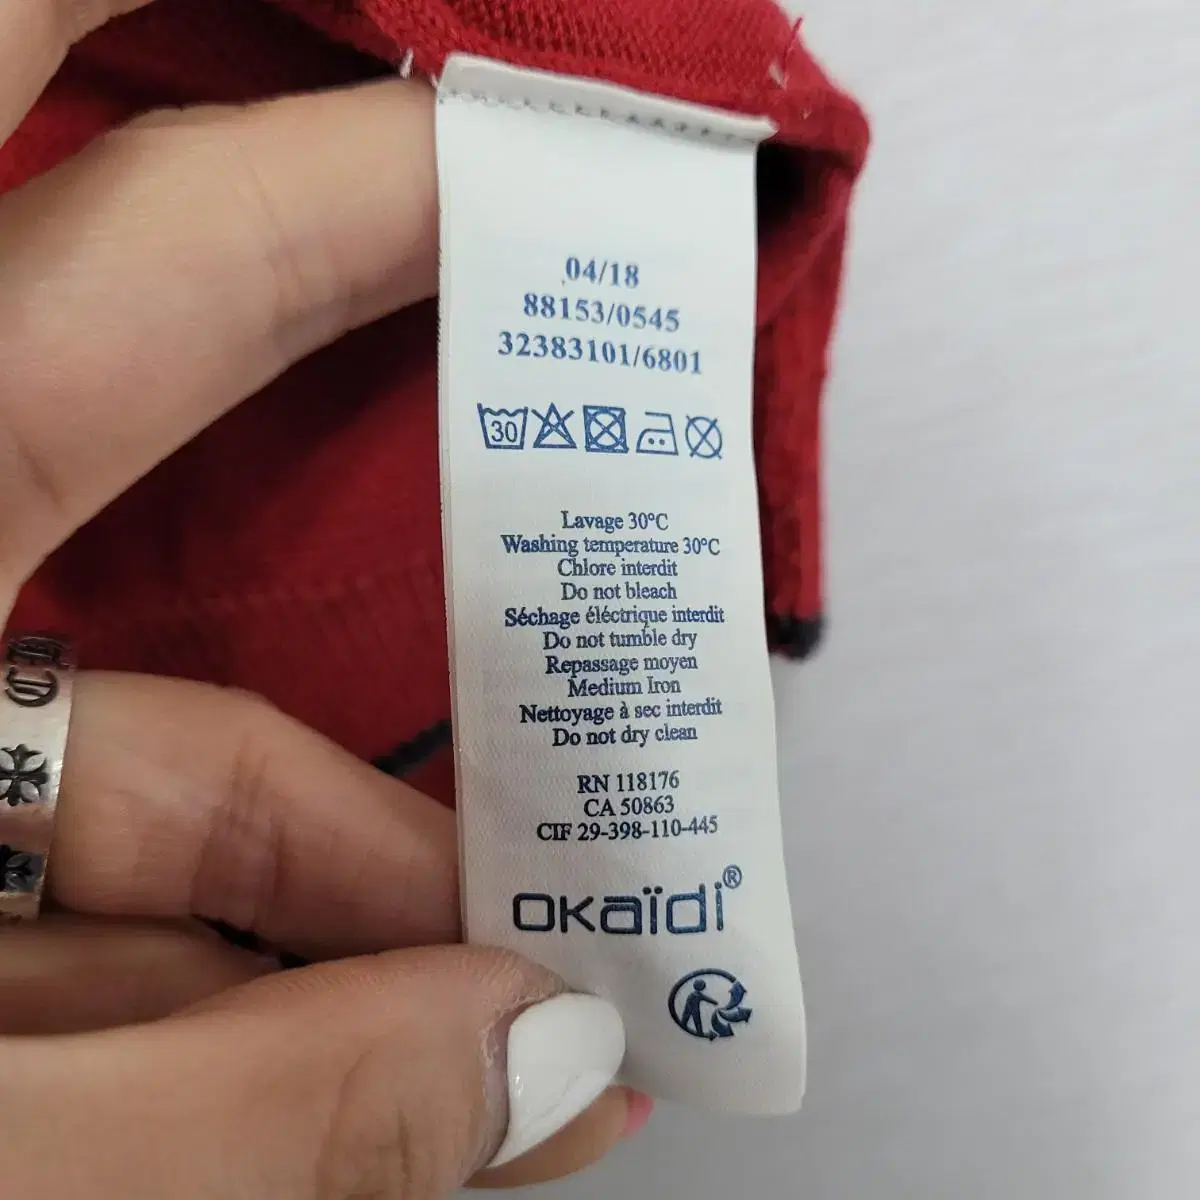 04/18
88153/0545
32383101/6801
30
Lavage 30°C
Washing temperature 30°C
Chlore interdit
Do not bleach
Séchage éléctrique interdit
Do not tumble dry
Repassage moyen
Medium Iron
Nettoyage à sec interdit
Do not dry clean
RN 118176
CA 50863
CIF 29-398-110-445
OKaïdi®